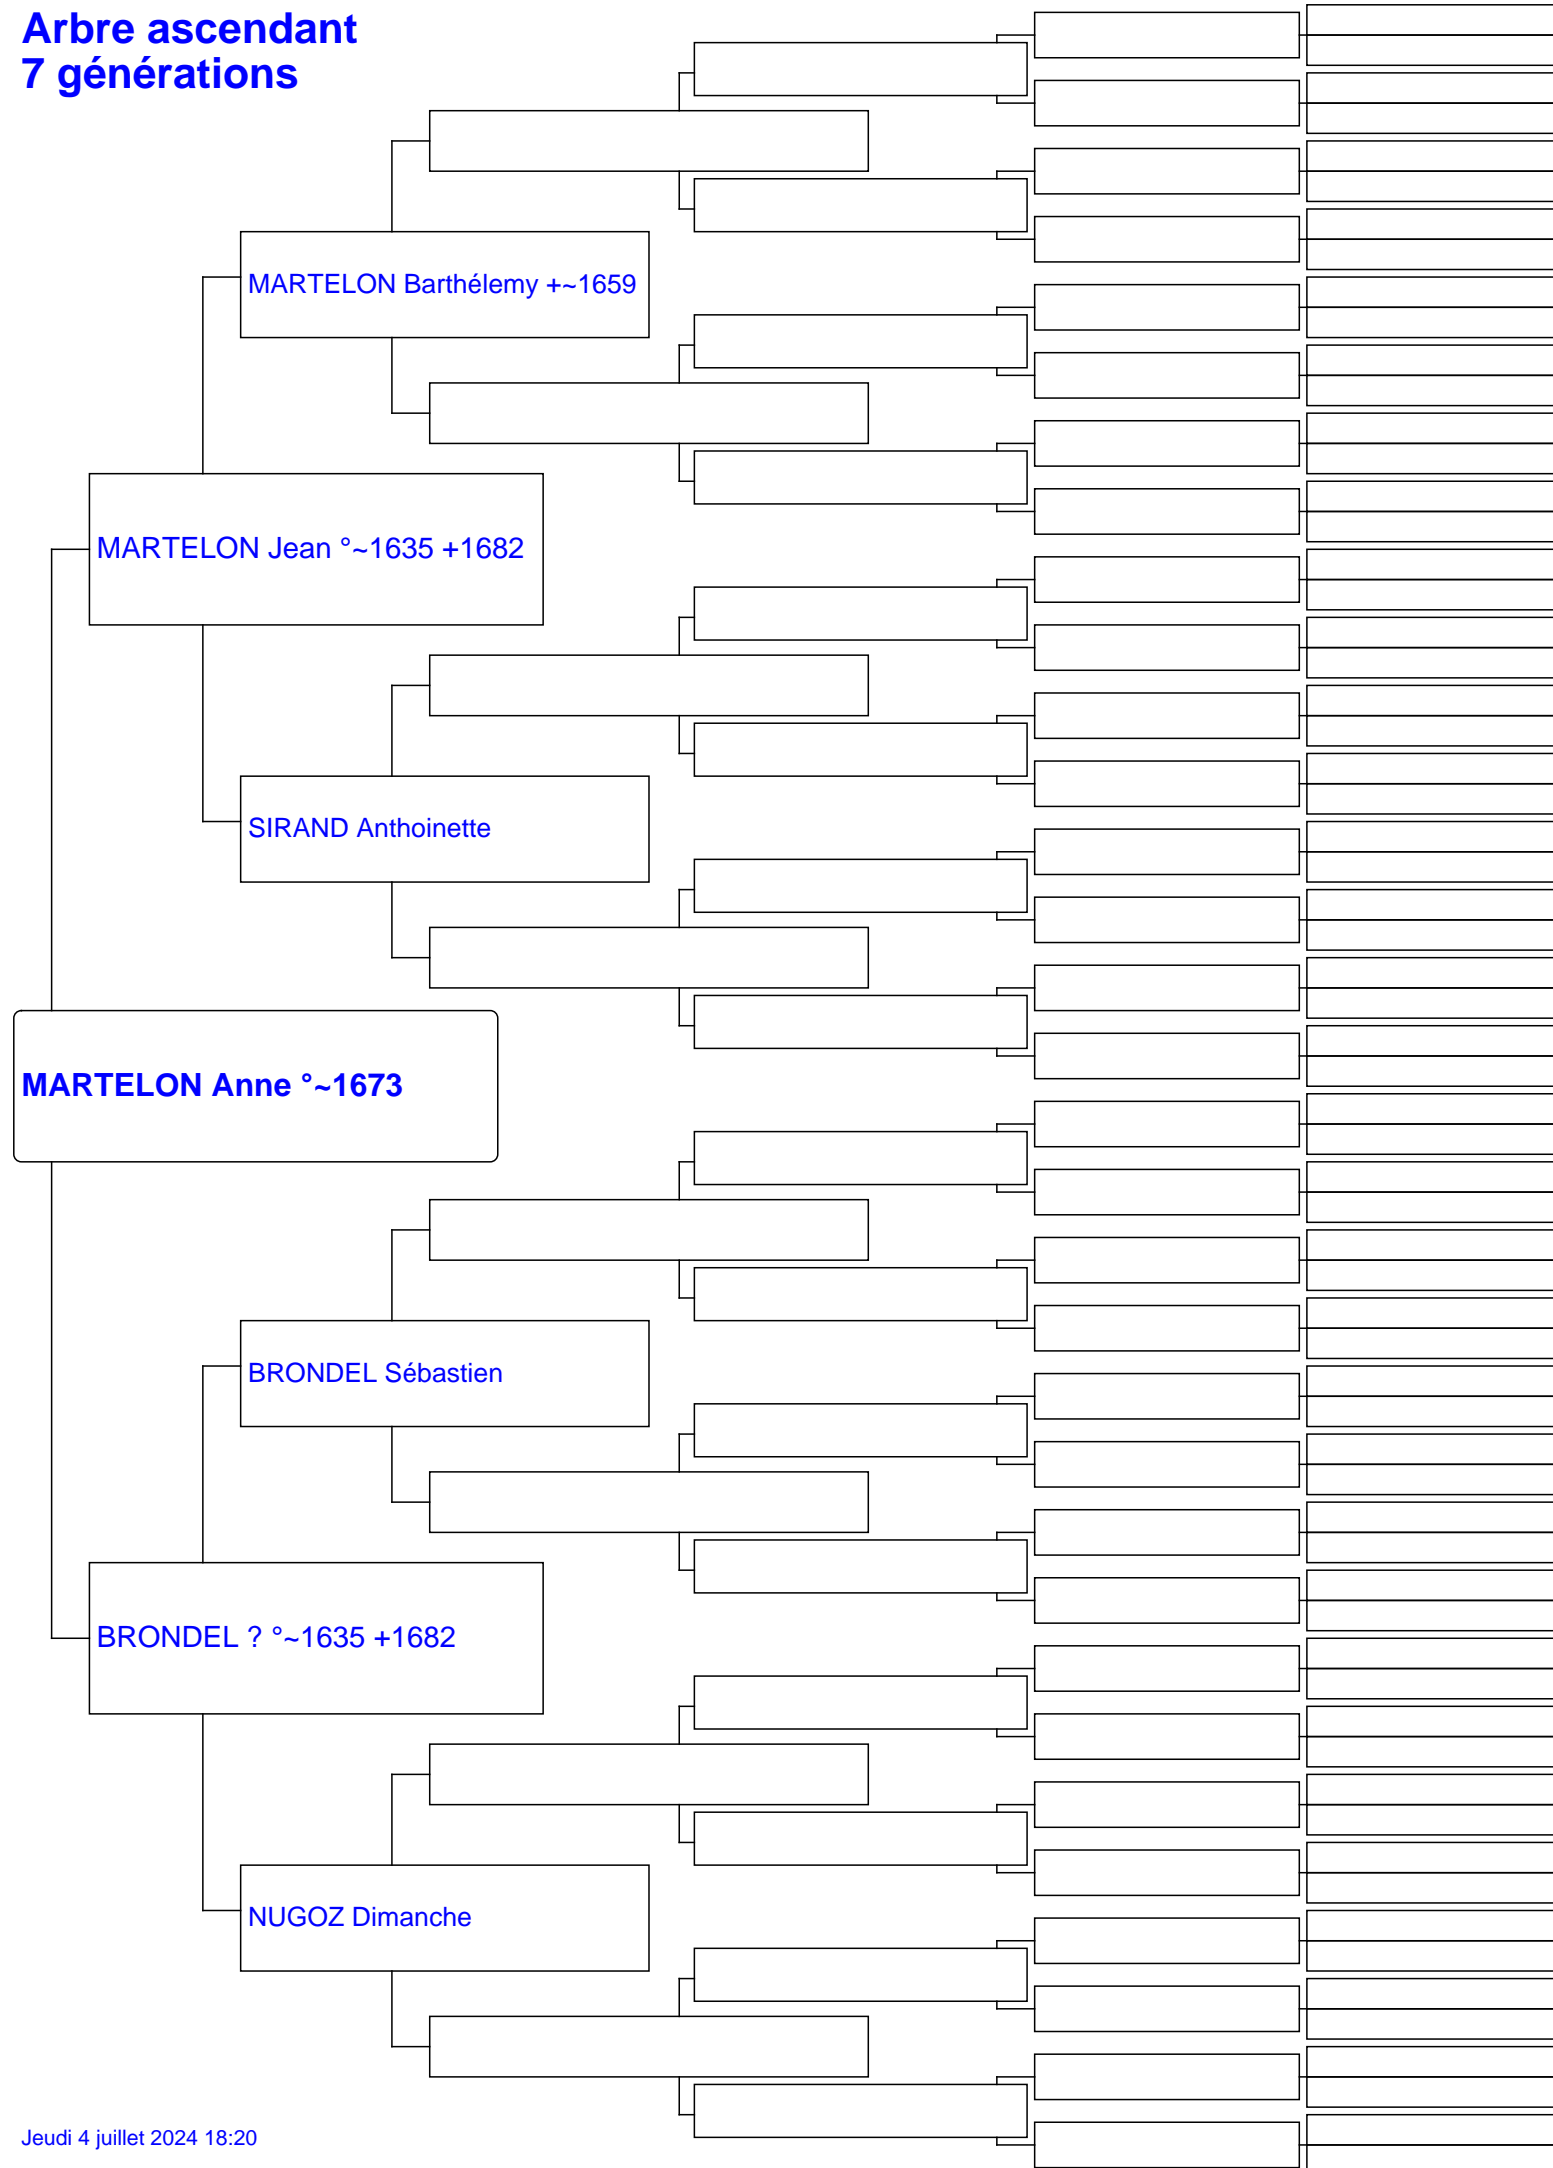 Arbre ascendant
7 générations
MARTELON Barthélemy +~1659
MARTELON Jean °~1635 +1682
SIRAND Anthoinette
MARTELON Anne °~1673
BRONDEL Sébastien
BRONDEL ? °~1635 +1682
NUGOZ Dimanche
Jeudi 4 juillet 2024 18:20